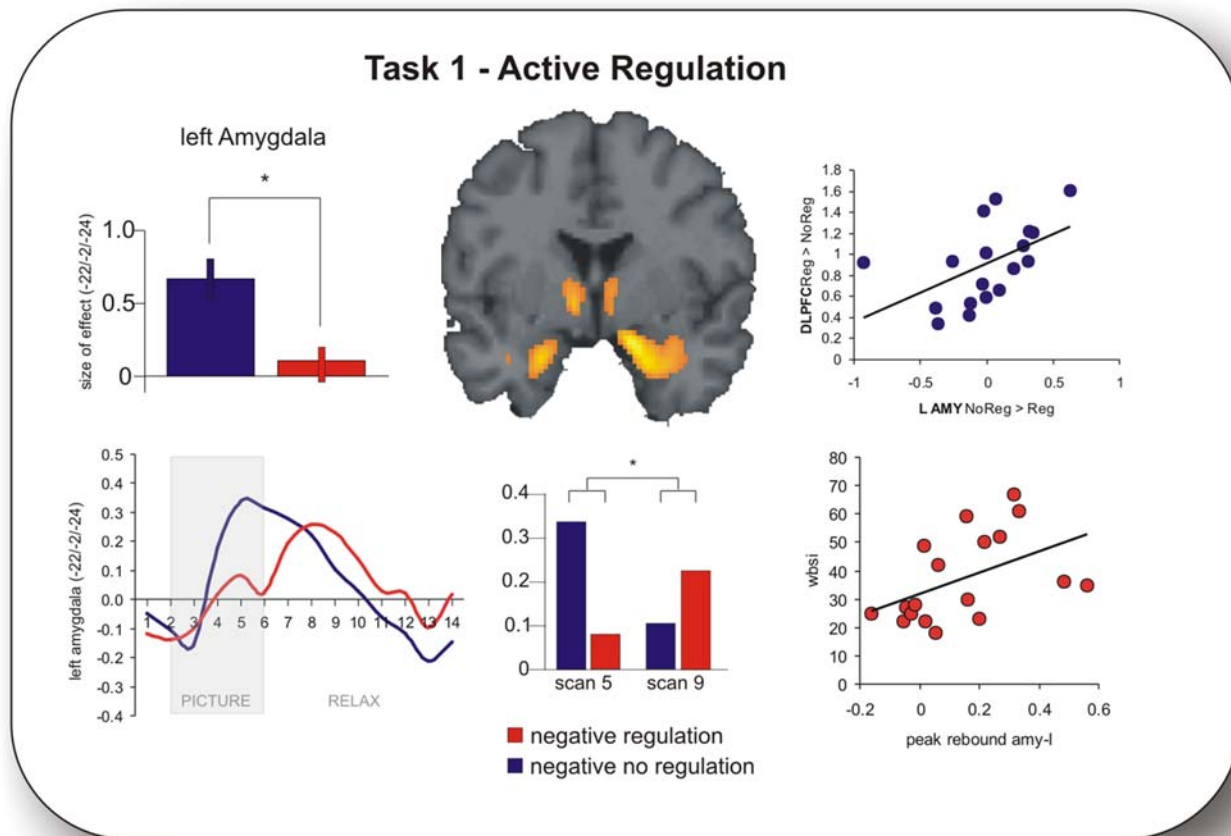 Task 1 - Active Regulation
left Amygdala
*
size of effect (-22/-2/-24)
1.0
0.5
0
DLPFCReg > NoReg
1.8
1.6
1.4
1.2
1
0.8
0.6
0.4
0.2
0
-1 -0.5 0 0.5 1
L AMY NoReg > Reg
left amygdala (-22/-2/-24)
0.5
0.4
0.3
0.2
0.1
0.0
-0.1
-0.2
-0.3
-0.4
1 2 3 4 5 6 7 8 9 10 11 12 13 14
PICTURE RELAX
*
0.4
0.3
0.2
0.1
0
scan 5 scan 9
negative regulation
negative no regulation
wbsi
80
70
60
50
40
30
20
10
0
-0.2 0 0.2 0.4 0.6
peak rebound amy-l